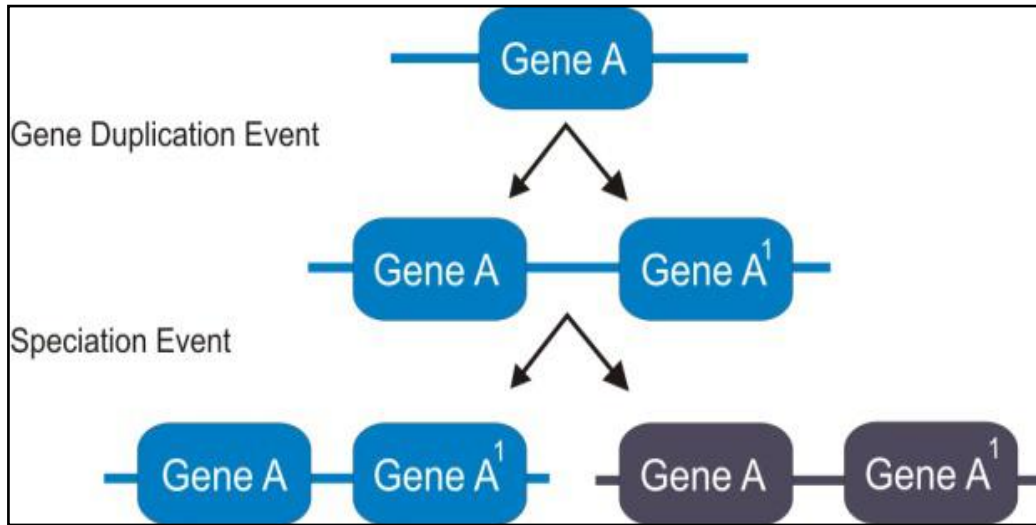 Gene A
Gene Duplication Event
Gene A Gene A¹
Speciation Event
Gene A Gene A¹ Gene A Gene A¹